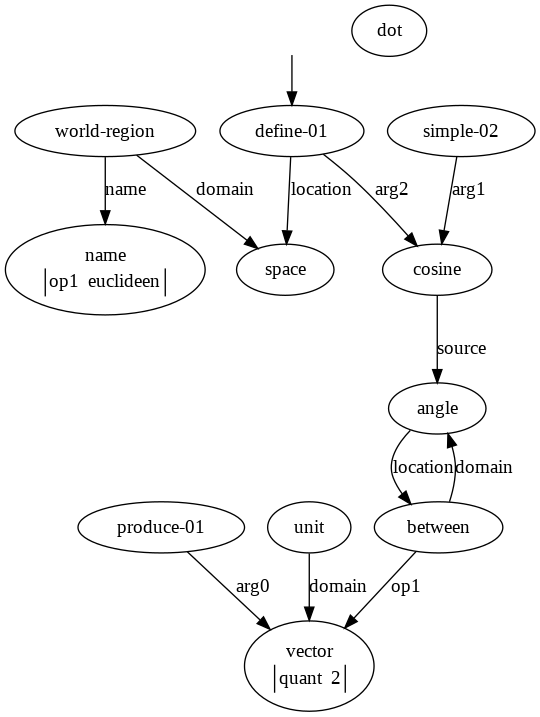 dot
world-region
define-01
simple-02
name
domain
location
arg2
arg1
name
op1 euclideen
space
cosine
source
angle
location
domain
produce-01
unit
between
arg0
domain
op1
vector
quant 2